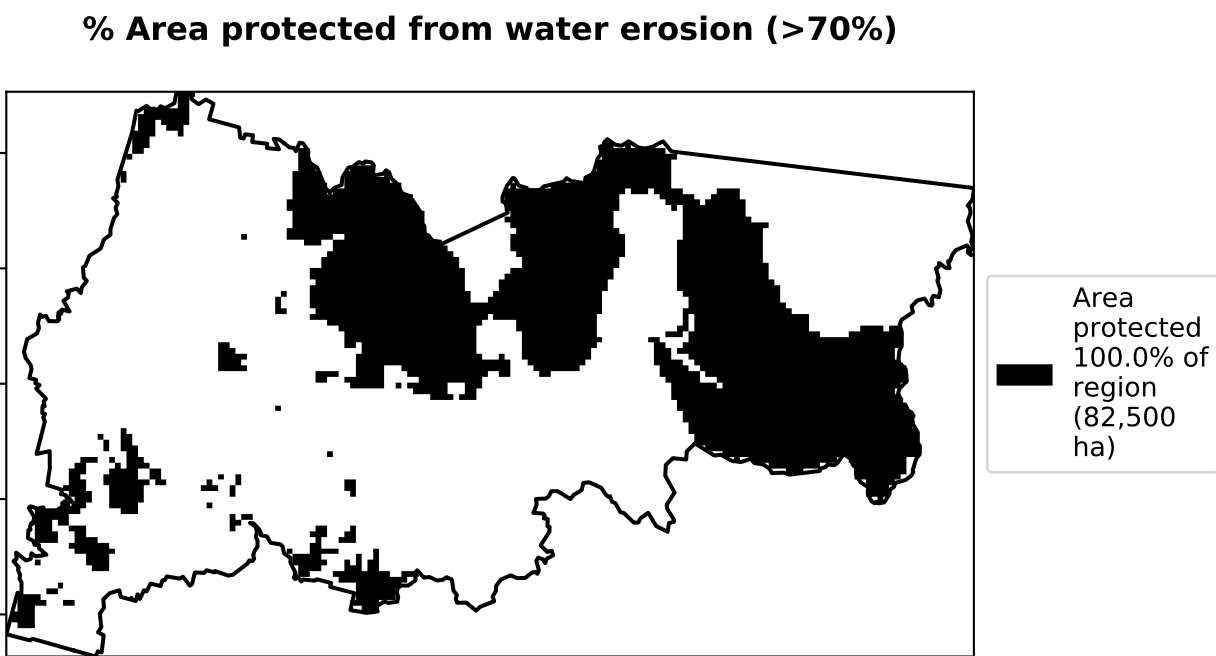 % Area protected from water erosion (>70%)
Area
protected
100.0% of
region
(82,500
ha)